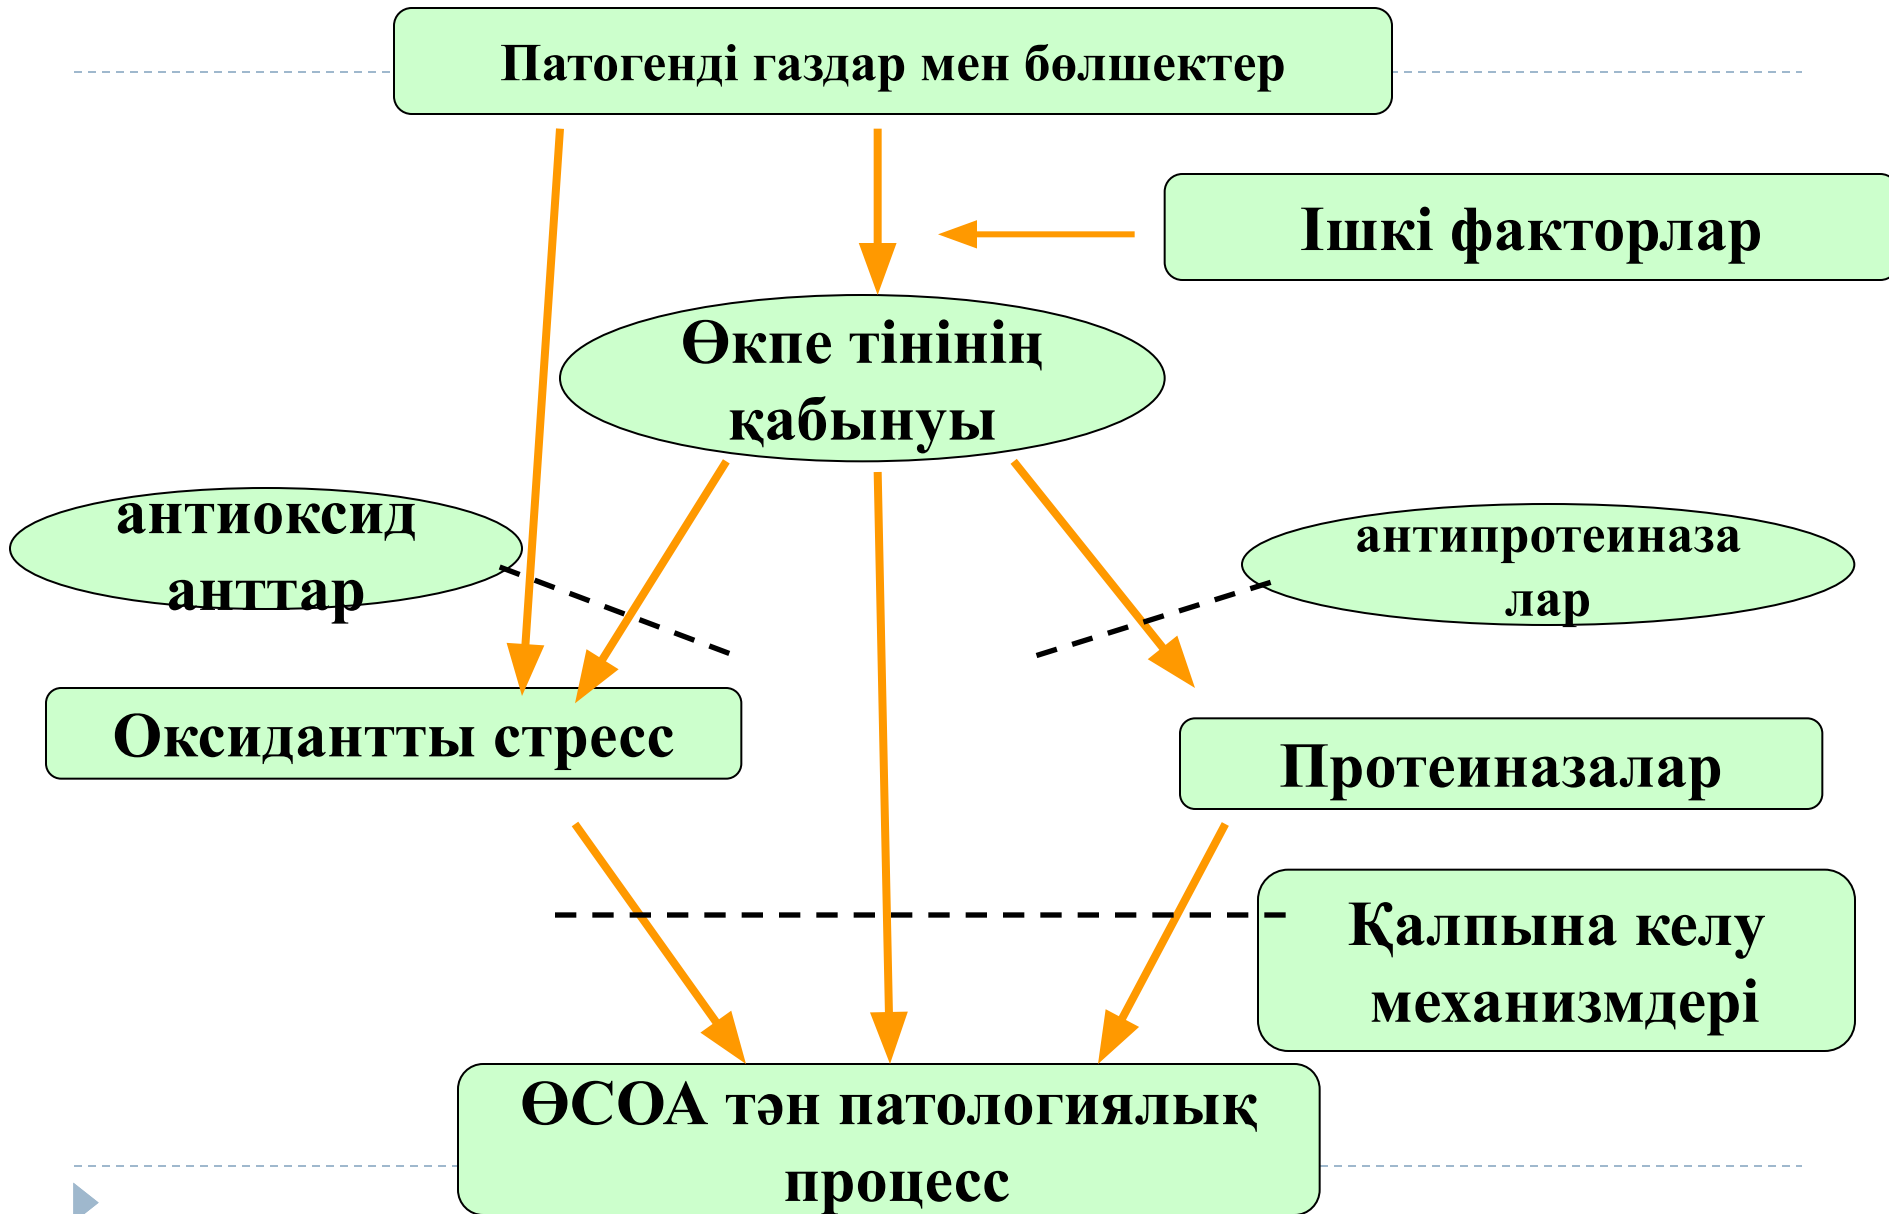 Патогенді газдар мен бөлшектер
Ішкі факторлар
Өкпе тінінің
қабынуы
антиоксид
анттар
антипротеиназа
лар
Оксидантты стресс
Протеиназалар
Қалпына келу
механизмдері
ӨСОА тән патологиялық
процесс